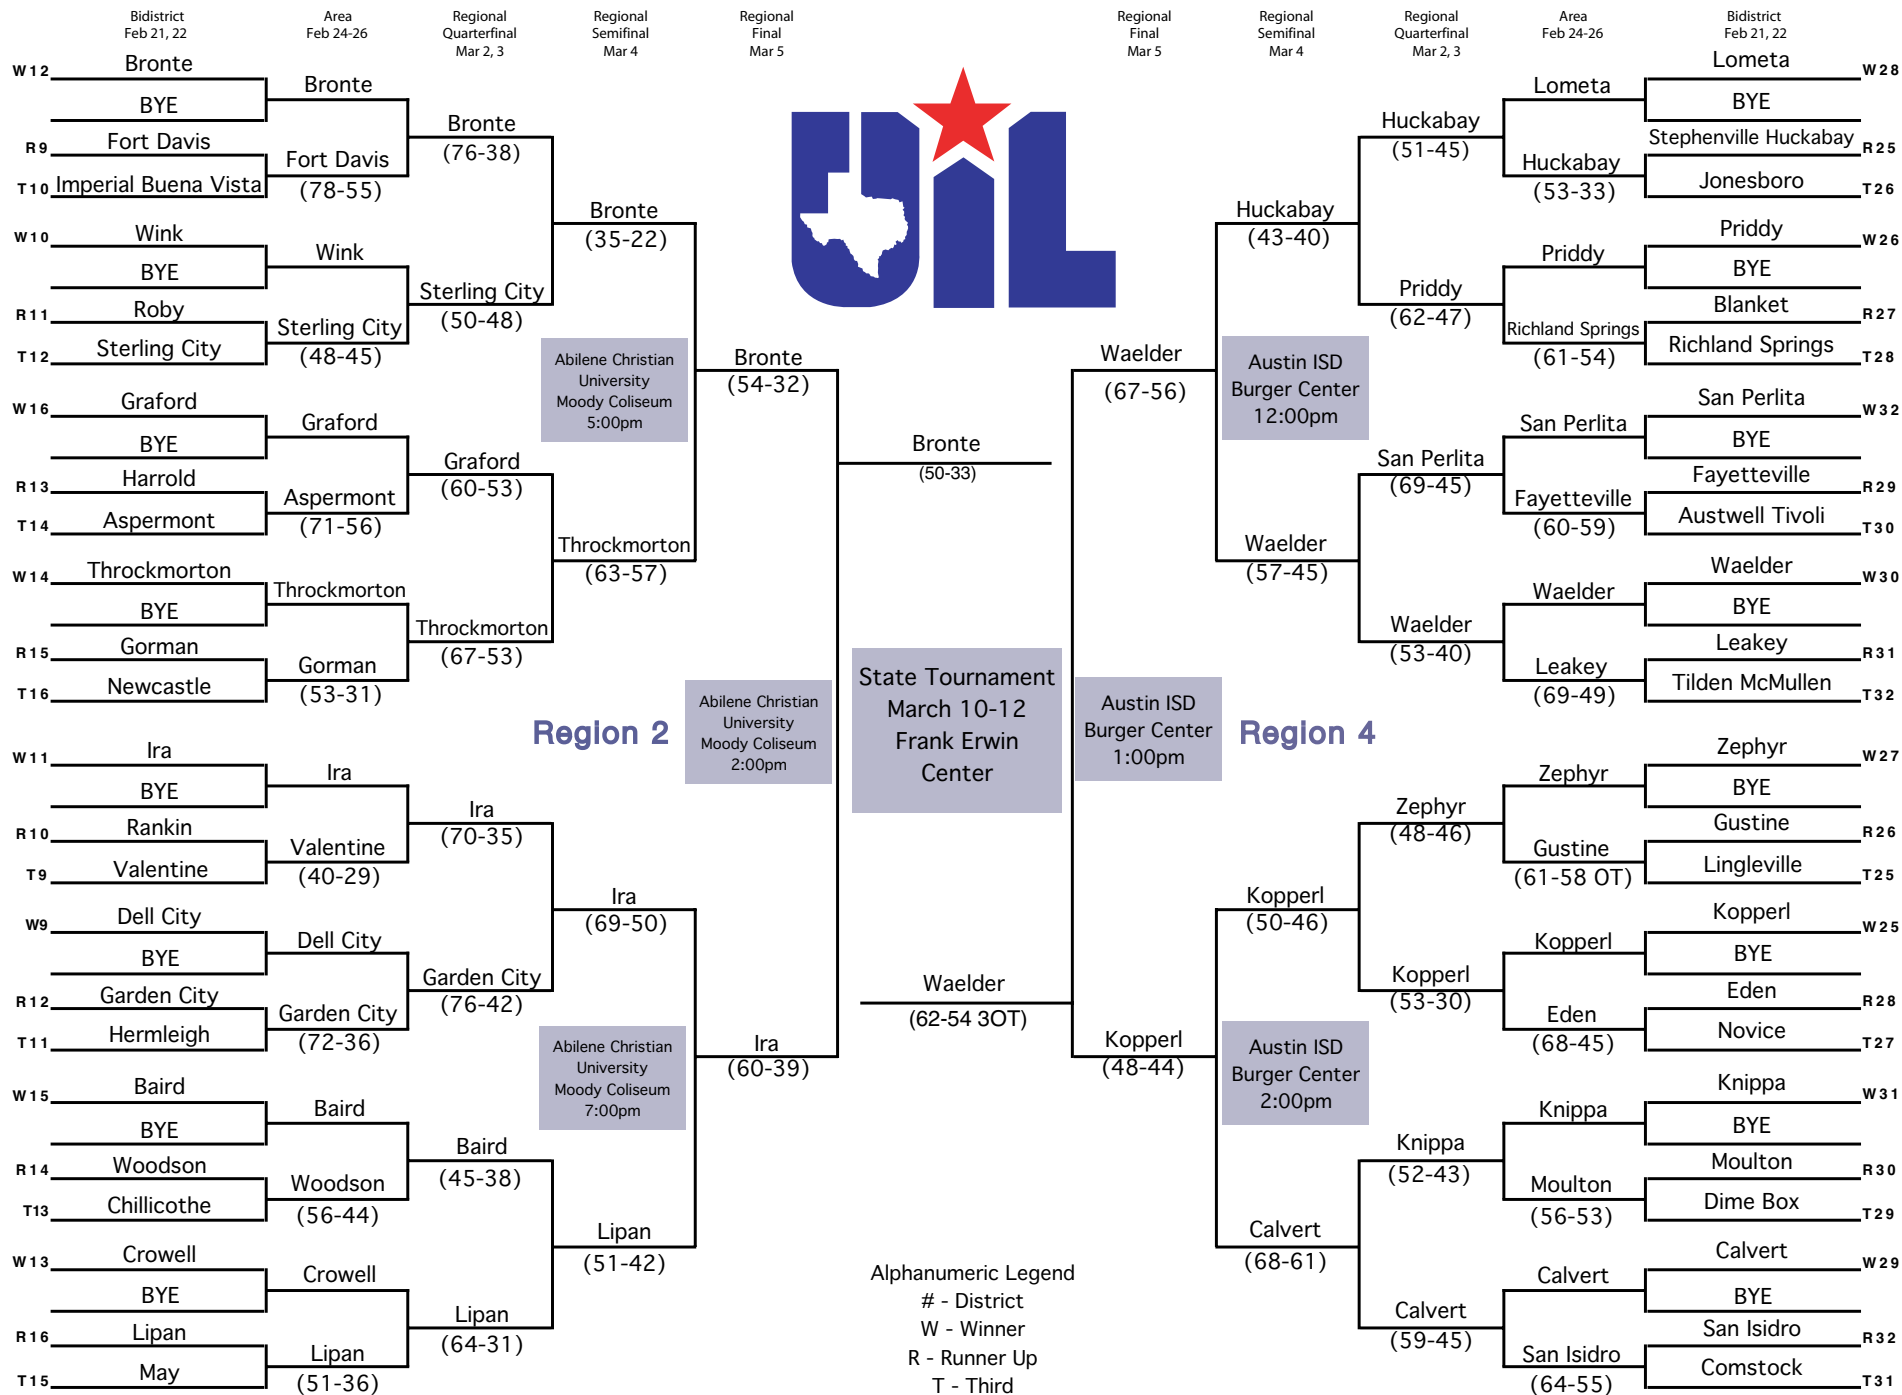 Bidistrict
Feb 21, 22
Area
Feb 24-26
Regional
Quarterfinal
Mar 2, 3
Regional
Semifinal
Mar 4
Regional
Final
Mar 5
Regional
Final
Mar 5
Regional
Semifinal
Mar 4
Regional
Quarterfinal
Mar 2, 3
Area
Feb 24-26
Bidistrict
Feb 21, 22
W12
Bronte
BYE
R9
Fort Davis
T10
Imperial Buena Vista
W10
Wink
BYE
R11
Roby
T12
Sterling City
W16
Graford
BYE
R13
Harrold
T14
Aspermont
W14
Throckmorton
BYE
R15
Gorman
T16
Newcastle
W11
Ira
BYE
R10
Rankin
T9
Valentine
W9
Dell City
BYE
R12
Garden City
T11
Hermleigh
W15
Baird
BYE
R14
Woodson
T13
Chillicothe
W13
Crowell
BYE
R16
Lipan
T15
May
Bronte
Fort Davis
(78-55)
Wink
Sterling City
(48-45)
Graford
Aspermont
(71-56)
Throckmorton
Gorman
(53-31)
Ira
Valentine
(40-29)
Dell City
Garden City
(72-36)
Baird
Woodson
(56-44)
Crowell
Lipan
(51-36)
Bronte
(76-38)
Sterling City
(50-48)
Graford
(60-53)
Throckmorton
(67-53)
Ira
(70-35)
Garden City
(76-42)
Baird
(45-38)
Lipan
(64-31)
Bronte
(35-22)
Abilene Christian
University
Moody Coliseum
5:00pm
Throckmorton
(63-57)
Region 2
Ira
(69-50)
Abilene Christian
University
Moody Coliseum
7:00pm
Lipan
(51-42)
Bronte
(54-32)
Abilene Christian
University
Moody Coliseum
2:00pm
Ira
(60-39)
UIL
Bronte
(50-33)
State Tournament
March 10-12
Frank Erwin
Center
Waelder
(62-54 3OT)
Alphanumeric Legend
# - District
W - Winner
R - Runner Up
T - Third
Waelder
(67-56)
Austin ISD
Burger Center
1:00pm
Kopperl
(48-44)
Huckabay
(43-40)
Austin ISD
Burger Center
12:00pm
Waelder
(57-45)
Region 4
Kopperl
(50-46)
Austin ISD
Burger Center
2:00pm
Calvert
(68-61)
Huckabay
(51-45)
Priddy
(62-47)
San Perlita
(69-45)
Waelder
(53-40)
Zephyr
(48-46)
Kopperl
(53-30)
Knippa
(52-43)
Calvert
(59-45)
Lometa
Huckabay
(53-33)
Priddy
Richland Springs
(61-54)
San Perlita
Fayetteville
(60-59)
Waelder
Leakey
(69-49)
Zephyr
Gustine
(61-58 OT)
Kopperl
Eden
(68-45)
Knippa
Moulton
(56-53)
Calvert
San Isidro
(64-55)
Lometa
W28
BYE
Stephenville Huckabay
R25
Jonesboro
T26
Priddy
W26
BYE
Blanket
R27
Richland Springs
T28
San Perlita
W32
BYE
Fayetteville
R29
Austwell Tivoli
T30
Waelder
W30
BYE
Leakey
R31
Tilden McMullen
T32
Zephyr
W27
BYE
Gustine
R26
Lingleville
T25
Kopperl
W25
BYE
Eden
R28
Novice
T27
Knippa
W31
BYE
Moulton
R30
Dime Box
T29
Calvert
W29
BYE
San Isidro
R32
Comstock
T31